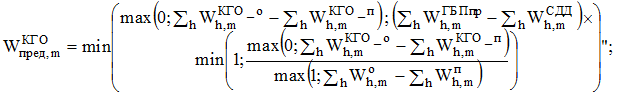 W^{КГО}_{пред,m} = min(max(0; ∑_h W^{КГО_о}_{h,m} − ∑_h W^{КГО_п}_{h,m}); (∑_h W^{ГБПпр}_{h,m} − ∑_h W^{СДД}_{h,m})×
min(1; max(0; ∑_h W^{КГО_о}_{h,m} − ∑_h W^{КГО_п}_{h,m}) / max(1; ∑_h W^{о}_{h,m} − ∑_h W^{п}_{h,m})))";